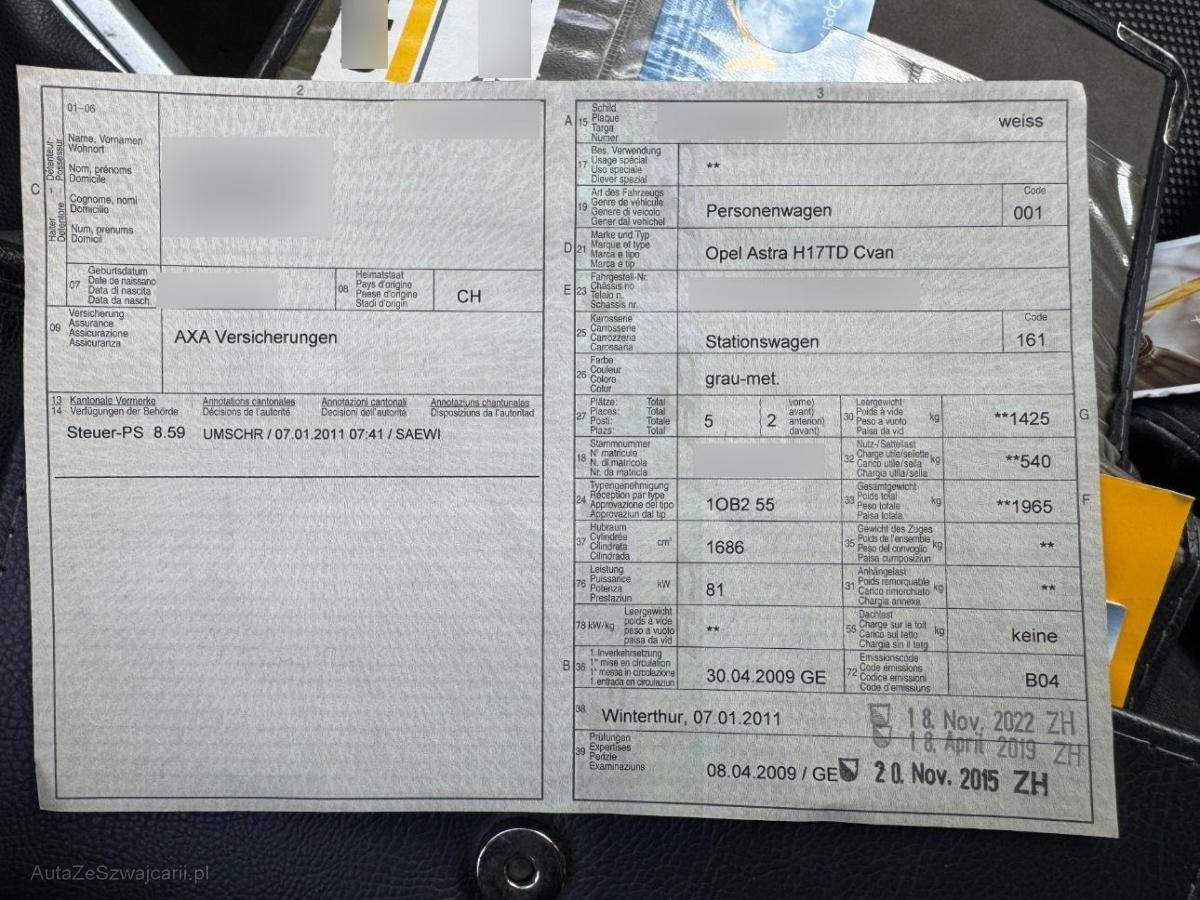 Opel
2
01-06
C
Halter - Détenteur
Detentore - Possessur
Name, Vornamen
Wohnort
Nom, prénoms
Domicile
Cognome, nomi
Domicilio
Num, prenums
Domicil
07
Geburtsdatum
Date de naissano
Data di nascita
Data da nasch.
08
Heimatstaat
Pays d'origine
Paese d'origine
Stadi d'origin
CH
09
Versicherung
Assurance
Assicurazione
Assicuranza
AXA Versicherungen
13 Kantonale Vermerke Annotations cantonales Annotazioni cantonali Annotaziuns chantunalas
14 Verfügungen der Behörde Décisions de l'autorité Decisioni dell'autorità Disposiziuns da l'autoritad
Steuer-PS 8.59 UMSCHR / 07.01.2011 07:41 / SAEWI
3
A 15
Schild
Plaque
Targa
Numer
weiss
17
Bes. Verwendung
Usage spécial
Uso speciale
Diever spezial
**
19
Art des Fahrzeugs
Genre de véhicule
Genere di veicolo
Gener dal vehichel
Personenwagen
Code
001
D 21
Marke und Typ
Marque et type
Marca e tipo
Marca e tip
Opel Astra H17TD Cvan
E 23
Fahrgestell-Nr.
Châssis no
Telaio n.
Schassis nr.
25
Karosserie
Carrosserie
Carrozzeria
Carossaria
Stationswagen
Code
161
26
Farbe
Couleur
Colore
Colur
grau-met.
27
Plätze: Total
Places: Total
Posti: Totale
Plazs: Total
5
2
vorne)
avant)
anteriori)
davant)
30
Leergewicht
Poids à vide
Peso a vuoto
Paisa da vid
kg
**1425
G
18
Stammnummer
N° matricule
N. di matricola
Nr. da matricla
32
Nutz-/Sattellast
Charge utile/sellette
Carico utile/sella
Chargia utila/sella
kg
**540
24
Typengenehmigung
Réception par type
Approvazione del tipo
Approvaziun dal tip
1OB2 55
33
Gesamtgewicht
Poids total
Peso totale
Paisa totala
kg
**1965
F
37
Hubraum
Cylindrée
Cilindrata
Cilindrada
cm³
1686
35
Gewicht des Zuges
Poids de l'ensemble
Peso del convoglio
Paisa cumposiziun
kg
**
76
Leistung
Puissance
Potenza
Prestaziun
kW
81
31
Anhängelast
Poids remorquable
Carico rimorchiato
Chargia annexa
kg
**
78 kW/kg
Leergewicht
poids à vide
peso a vuoto
paisa da vid
**
55
Dachlast
Charge sur le toit
Carico sul tetto
Chargia sin il tetg
kg
keine
B 36
1. Inverkehrsetzung
1re mise en circulation
1a messa in circolazione
1. entrada en circulaziun
30.04.2009 GE
72
Emissionscode
Code émissions
Codice emissioni
Code d'emissiuns
B04
38
Winterthur, 07.01.2011
18. Nov. 2022 ZH
18. April 2019 ZH
39
Prüfungen
Expertises
Perizie
Examinaziuns
08.04.2009 / GE
20. Nov. 2015 ZH
AutaZeSzwajcarii.pl